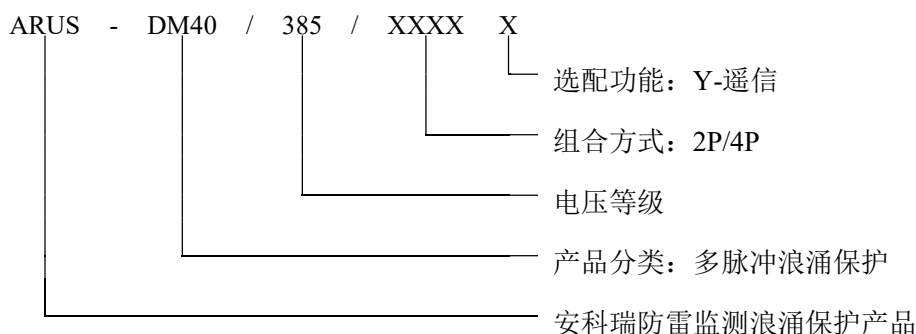 ARUS - DM40 / 385 / XXXX X
选配功能：Y-遥信
组合方式：2P/4P
电压等级
产品分类：多脉冲浪涌保护
安科瑞防雷监测浪涌保护产品